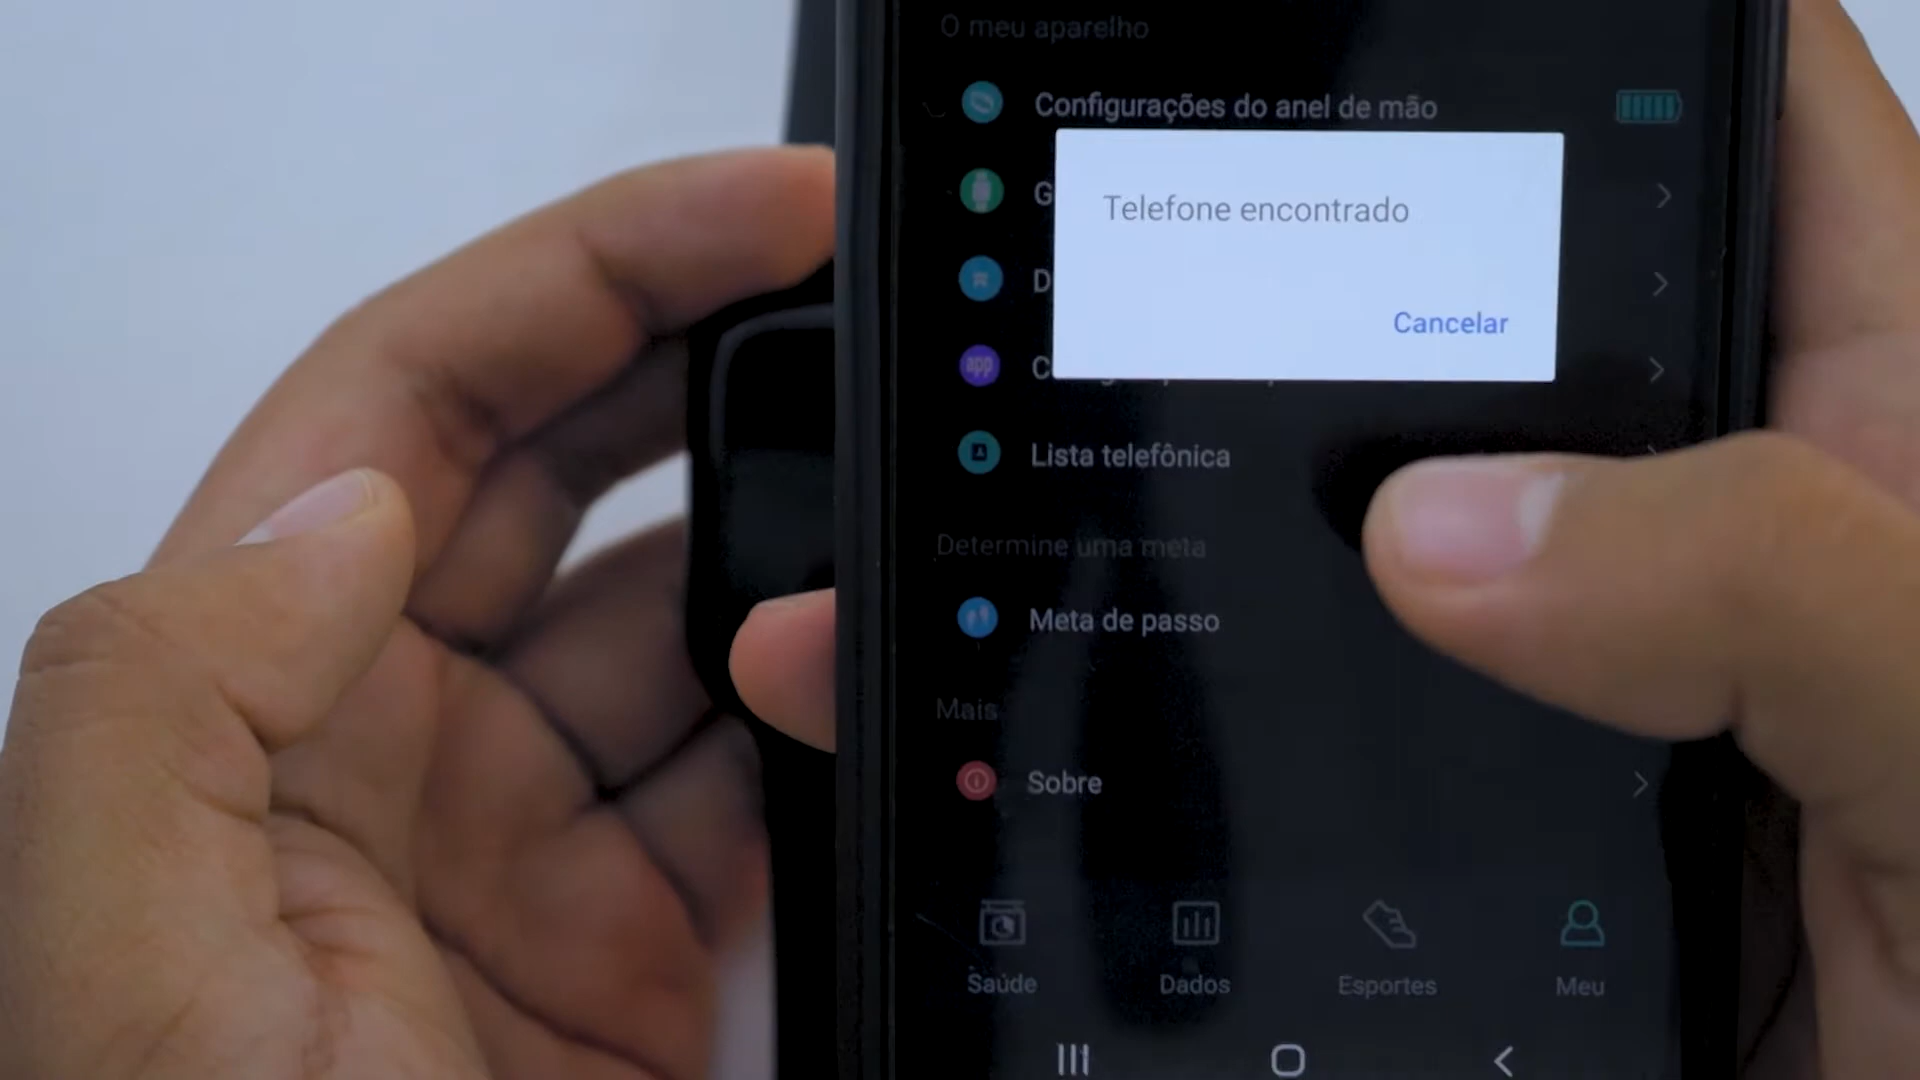 O meu aparelho
Configurações do anel de mão
G
Telefone encontrado
D
Cancelar
app
C
Lista telefônica
Determine uma meta
Meta de passo
Mais
Sobre
Saúde Dados Esportes Meu